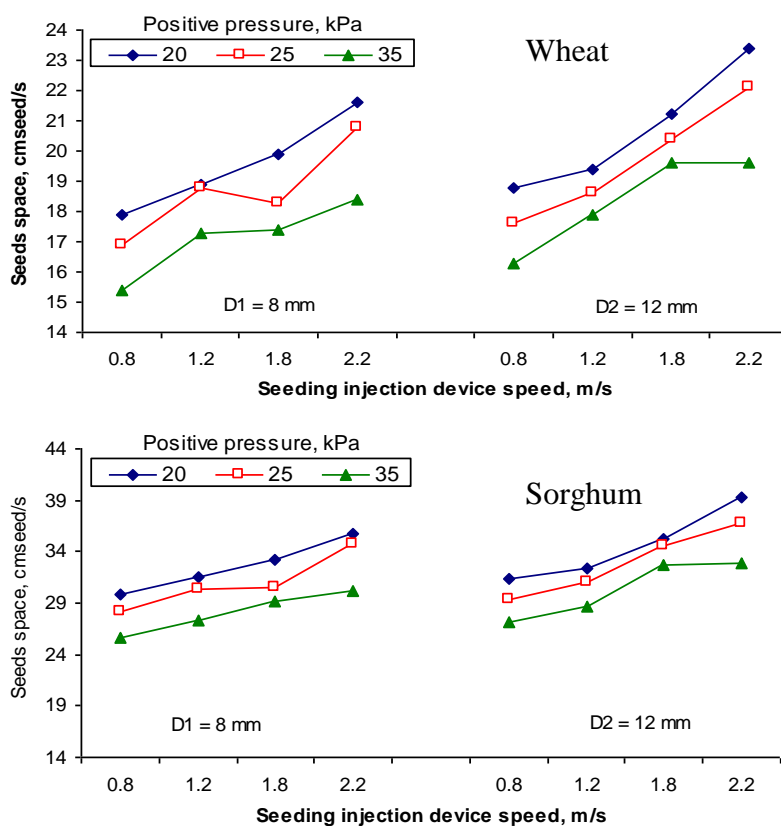 Positive pressure, kPa
20 25 35
Wheat
Seeds space, cmseed/s
24
23
22
21
20
19
18
17
16
15
14
D1 = 8 mm
D2 = 12 mm
0.8 1.2 1.8 2.2 0.8 1.2 1.8 2.2
Seeding injection device speed, m/s
Positive pressure, kPa
20 25 35
Sorghum
Seeds space, cmseed/s
44
39
34
29
24
19
14
D1 = 8 mm
D2 = 12 mm
0.8 1.2 1.8 2.2 0.8 1.2 1.8 2.2
Seeding injection device speed, m/s